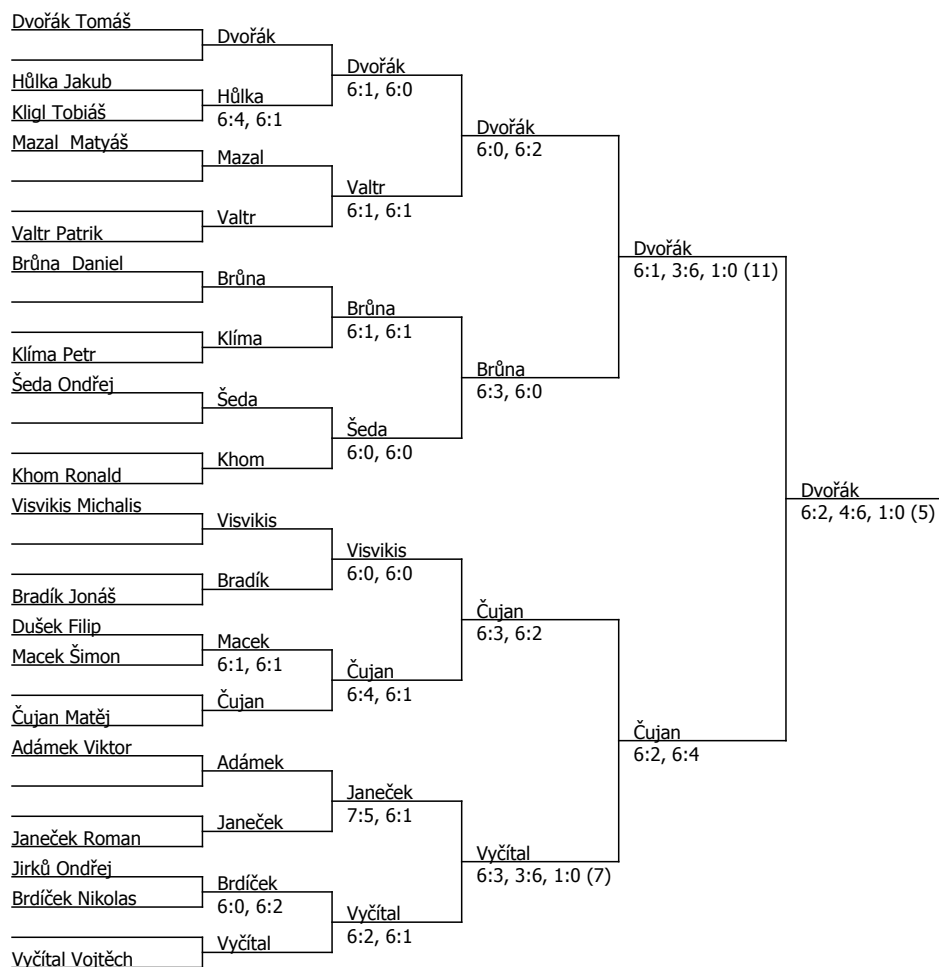 Dvořák Tomáš
Dvořák
Dvořák
6:1, 6:0
Hůlka Jakub
Hůlka
6:4, 6:1
Kligl Tobiáš
Dvořák
6:0, 6:2
Mazal  Matyáš
Mazal
Valtr
6:1, 6:1
Valtr
Valtr Patrik
Dvořák
6:1, 3:6, 1:0 (11)
Brůna  Daniel
Brůna
Brůna
6:1, 6:1
Klíma
Klíma Petr
Brůna
6:3, 6:0
Šeda Ondřej
Šeda
Šeda
6:0, 6:0
Khom
Khom Ronald
Dvořák
6:2, 4:6, 1:0 (5)
Visvikis Michalis
Visvikis
Visvikis
6:0, 6:0
Bradík
Bradík Jonáš
Čujan
6:3, 6:2
Dušek Filip
Macek
6:1, 6:1
Macek Šimon
Čujan
6:4, 6:1
Čujan
Čujan Matěj
Čujan
6:2, 6:4
Adámek Viktor
Adámek
Janeček
7:5, 6:1
Janeček
Janeček Roman
Vyčítal
6:3, 3:6, 1:0 (7)
Jirků Ondřej
Brdíček
6:0, 6:2
Brdíček Nikolas
Vyčítal
6:2, 6:1
Vyčítal
Vyčítal Vojtěch